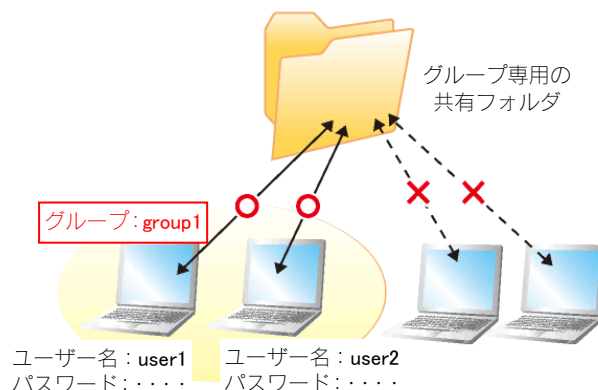 グループ専用の
共有フォルダ
グループ：group1
ユーザー名：user1
パスワード：････
ユーザー名：user2
パスワード：････